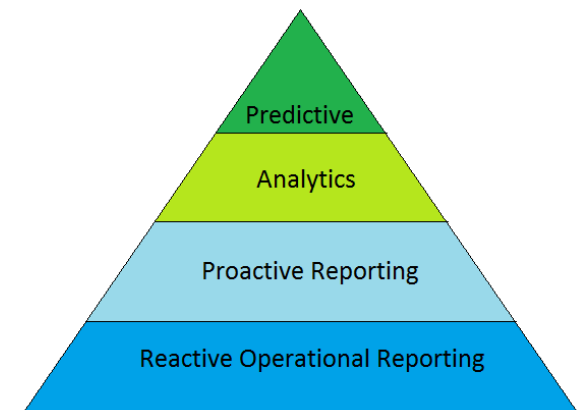 Predictive
Analytics
Proactive Reporting
Reactive Operational Reporting